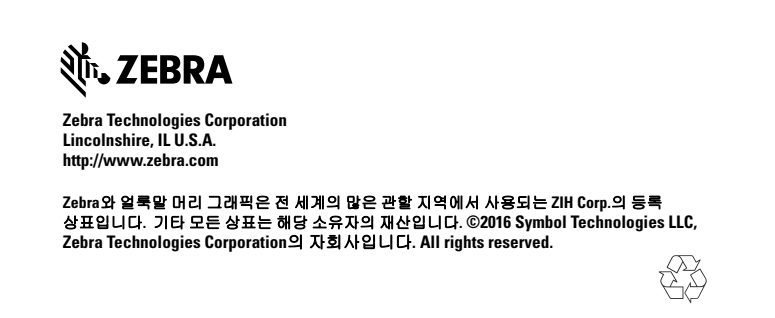 ZEBRA
Zebra Technologies Corporation
Lincolnshire, IL U.S.A.
http://www.zebra.com
Zebra와 얼룩말 머리 그래픽은 전 세계의 많은 관할 지역에서 사용되는 ZIH Corp.의 등록
상표입니다. 기타 모든 상표는 해당 소유자의 재산입니다. ©2016 Symbol Technologies LLC,
Zebra Technologies Corporation의 자회사입니다. All rights reserved.